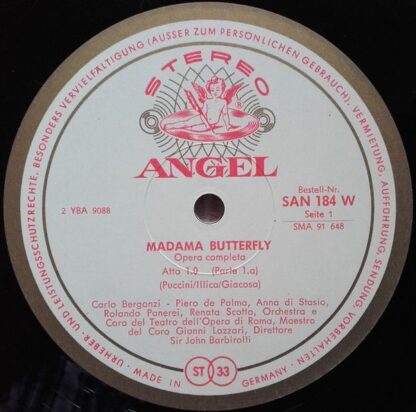 URHEBER - UND LEISTUNGSSCHUTZRECHTE, BESONDERS VERVIELFÄLTIGUNG (AUSSER ZUM PERSÖNLICHEN GEBRAUCH), VERMIETUNG, AUFFÜHRUNG, SENDUNG, VORBEHALTEN
STEREO
ANGEL
Bestell-Nr.
2 YBA 9088
SAN 184 W
Seite 1
SMA 91 648
MADAMA BUTTERFLY
Opera completa
Atto 1.o (Parte 1.a)
(Puccini/Illica/Giacosa)
Carlo Bergonzi - Piero de Palma, Anna di Stasio,
Rolando Panerei, Renata Scotto, Orchestra e
Coro del Teatro dell'Opera di Roma, Maestro
del Coro Gianni Lazzari, Direttore
Sir John Barbirolli
MADE IN
ST 33
GERMANY